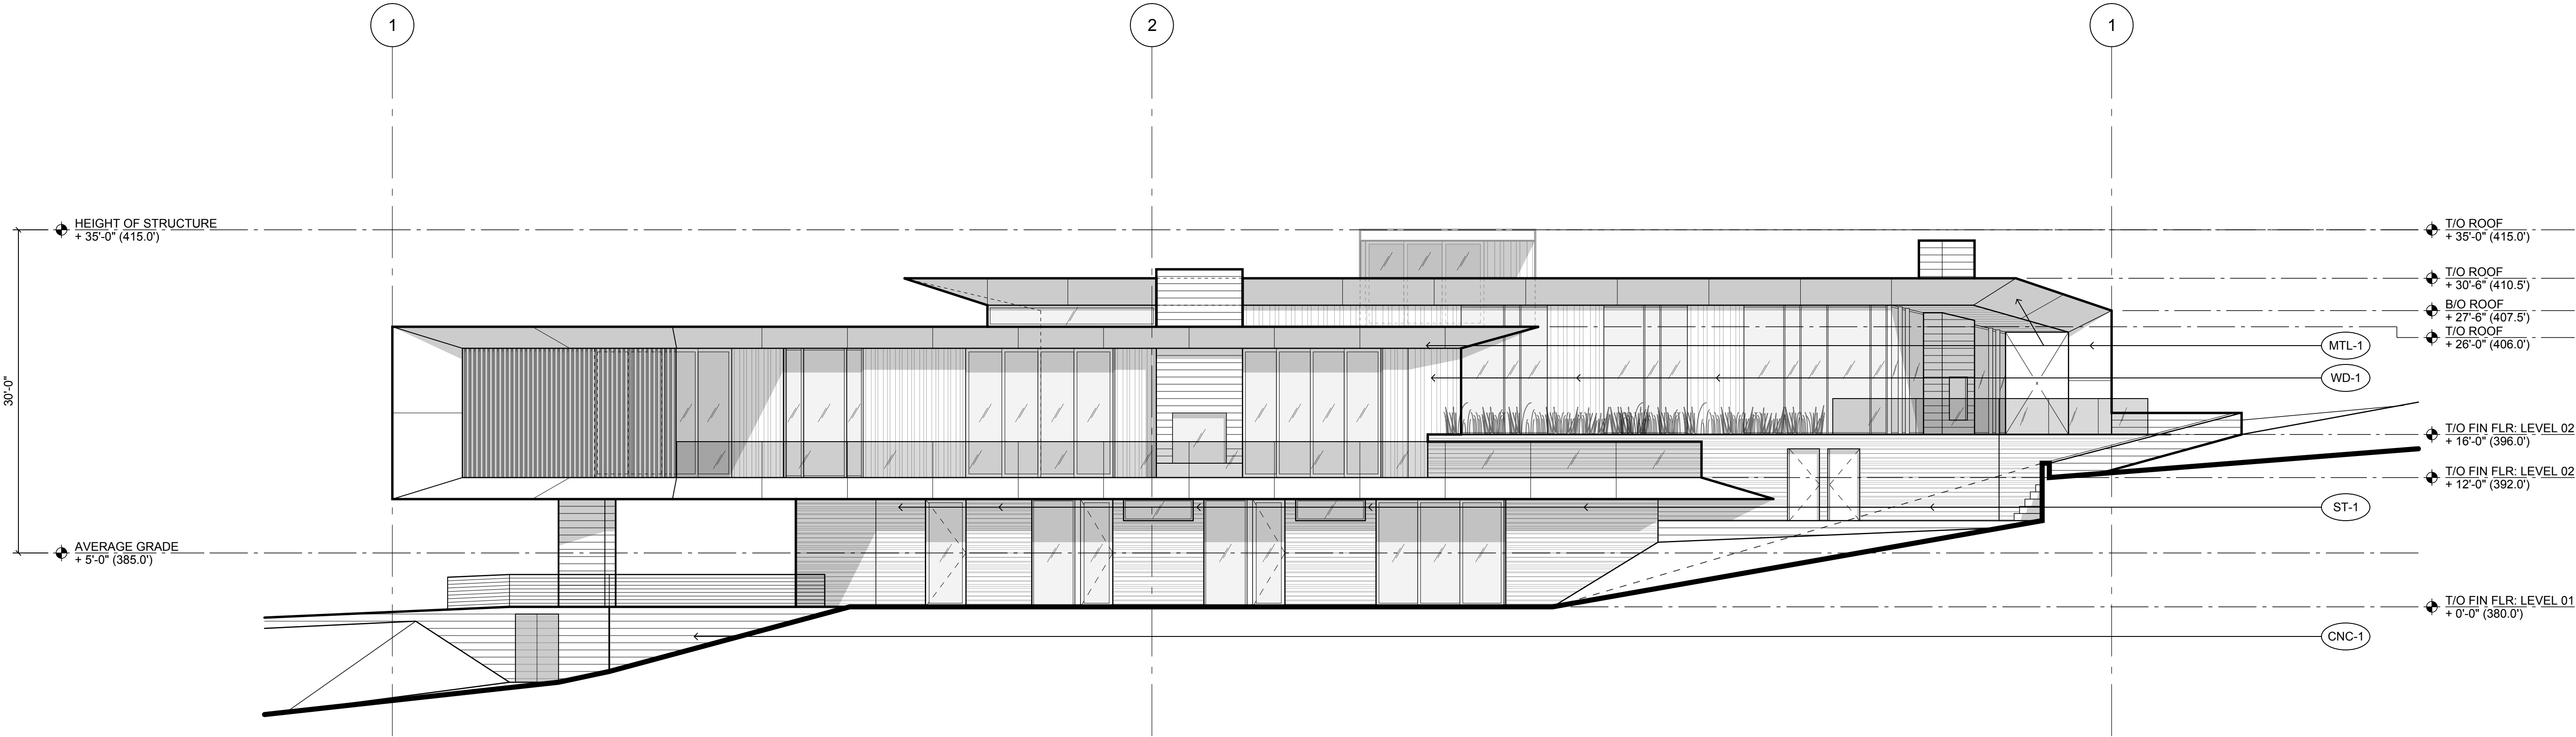 1
2
1
HEIGHT OF STRUCTURE
+ 35'-0" (415.0')
T/O ROOF
+ 35'-0" (415.0')
T/O ROOF
+ 30'-6" (410.5')
B/O ROOF
+ 27'-6" (407.5')
T/O ROOF
+ 26'-0" (406.0')
MTL-1
WD-1
30'-0"
T/O FIN FLR: LEVEL 02
+ 16'-0" (396.0')
T/O FIN FLR: LEVEL 02
+ 12'-0" (392.0')
ST-1
AVERAGE GRADE
+ 5'-0" (385.0')
T/O FIN FLR: LEVEL 01
+ 0'-0" (380.0')
CNC-1